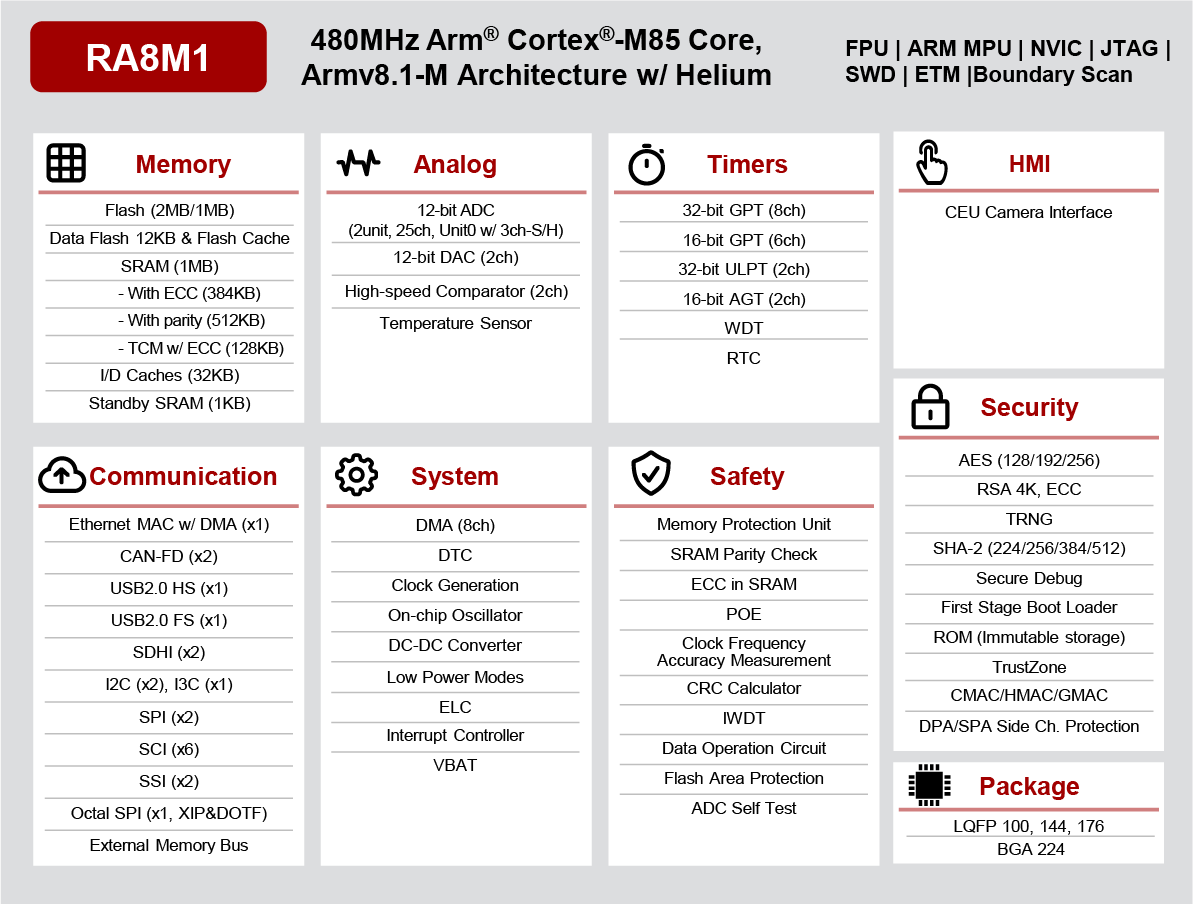 RA8M1
480MHz Arm® Cortex®-M85 Core,
Armv8.1-M Architecture w/ Helium
FPU | ARM MPU | NVIC | JTAG |
SWD | ETM |Boundary Scan
Memory
Flash (2MB/1MB)
Data Flash 12KB & Flash Cache
SRAM (1MB)
- With ECC (384KB)
- With parity (512KB)
- TCM w/ ECC (128KB)
I/D Caches (32KB)
Standby SRAM (1KB)
Analog
12-bit ADC
(2unit, 25ch, Unit0 w/ 3ch-S/H)
12-bit DAC (2ch)
High-speed Comparator (2ch)
Temperature Sensor
Timers
32-bit GPT (8ch)
16-bit GPT (6ch)
32-bit ULPT (2ch)
16-bit AGT (2ch)
WDT
RTC
HMI
CEU Camera Interface
Communication
Ethernet MAC w/ DMA (x1)
CAN-FD (x2)
USB2.0 HS (x1)
USB2.0 FS (x1)
SDHI (x2)
I2C (x2), I3C (x1)
SPI (x2)
SCI (x6)
SSI (x2)
Octal SPI (x1, XIP&DOTF)
External Memory Bus
System
DMA (8ch)
DTC
Clock Generation
On-chip Oscillator
DC-DC Converter
Low Power Modes
ELC
Interrupt Controller
VBAT
Safety
Memory Protection Unit
SRAM Parity Check
ECC in SRAM
POE
Clock Frequency
Accuracy Measurement
CRC Calculator
IWDT
Data Operation Circuit
Flash Area Protection
ADC Self Test
Security
AES (128/192/256)
RSA 4K, ECC
TRNG
SHA-2 (224/256/384/512)
Secure Debug
First Stage Boot Loader
ROM (Immutable storage)
TrustZone
CMAC/HMAC/GMAC
DPA/SPA Side Ch. Protection
Package
LQFP 100, 144, 176
BGA 224